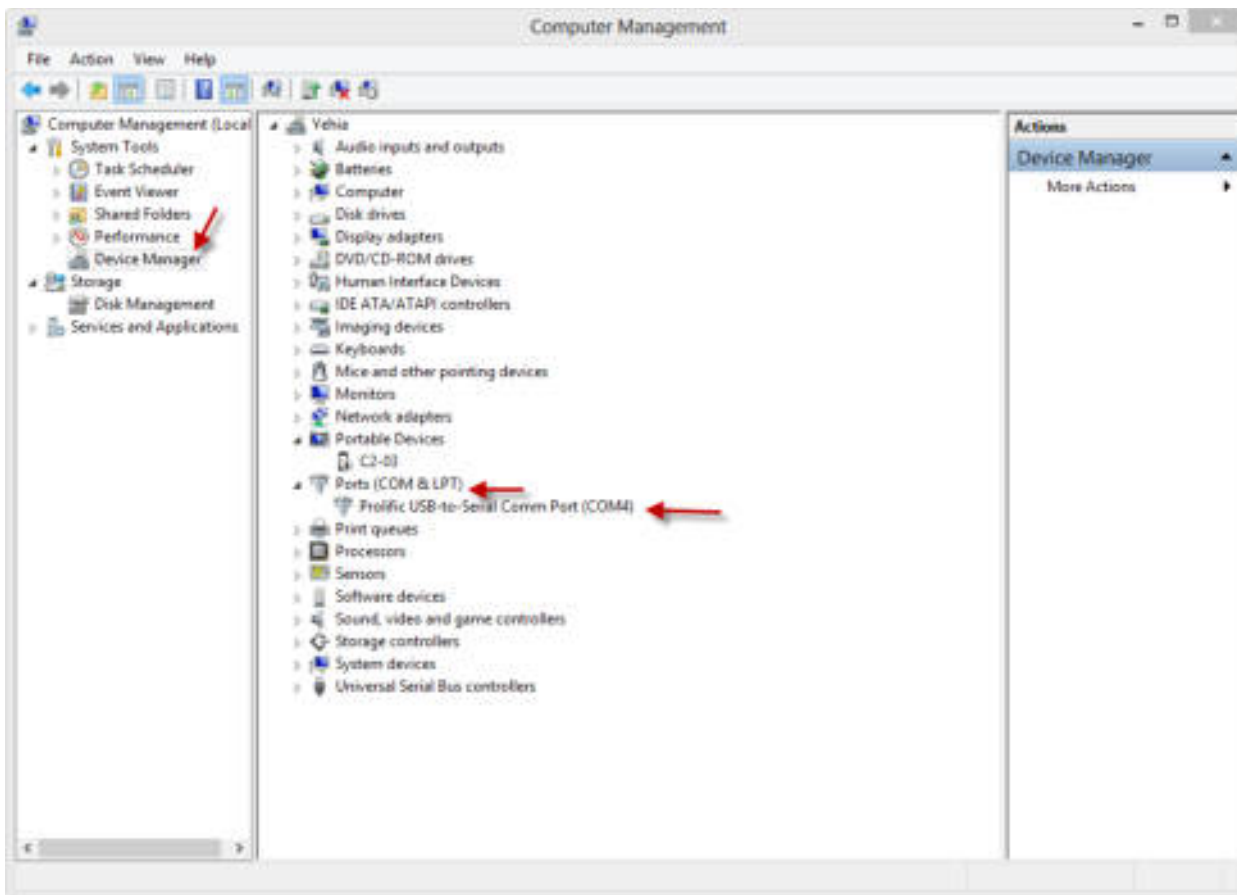 Computer Management
File Action View Help
Computer Management (Local
System Tools
Task Scheduler
Event Viewer
Shared Folders
Performance
Device Manager
Storage
Disk Management
Services and Applications
Yehia
Audio inputs and outputs
Batteries
Computer
Disk drives
Display adapters
DVD/CD-ROM drives
Human Interface Devices
IDE ATA/ATAPI controllers
Imaging devices
Keyboards
Mice and other pointing devices
Monitors
Network adapters
Portable Devices
C2-03
Ports (COM & LPT)
Prolific USB-to-Serial Comm Port (COM4)
Print queues
Processors
Sensors
Software devices
Sound, video and game controllers
Storage controllers
System devices
Universal Serial Bus controllers
Actions
Device Manager
More Actions